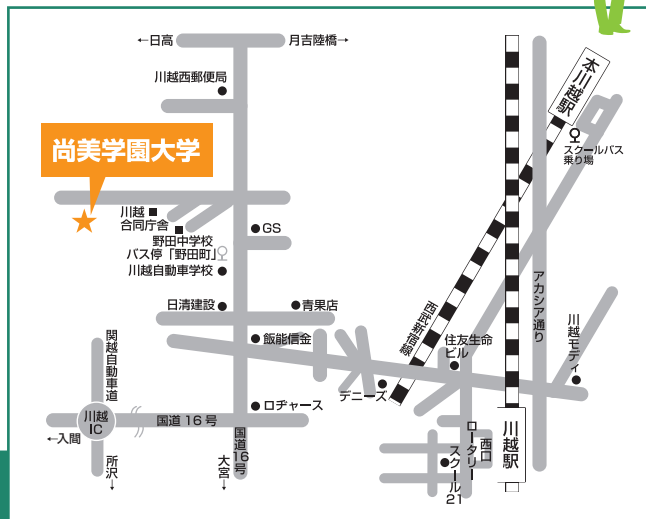 ←日高
月吉陸橋→
川越西郵便局
本川越駅
スクールバス
乗り場
尚美学園大学
川越
合同庁舎
GS
野田中学校
バス停「野田町」
川越自動車学校
アカシア通り
日清建設
青果店
西武新宿線
川越モディ
関越自動車道
飯能信金
住友生命
ビル
デニーズ
ロヂャース
川越
IC
国道16号
←入間
国道16号
所沢→
大宮→
西口
ロータリー
スクール21
川越駅